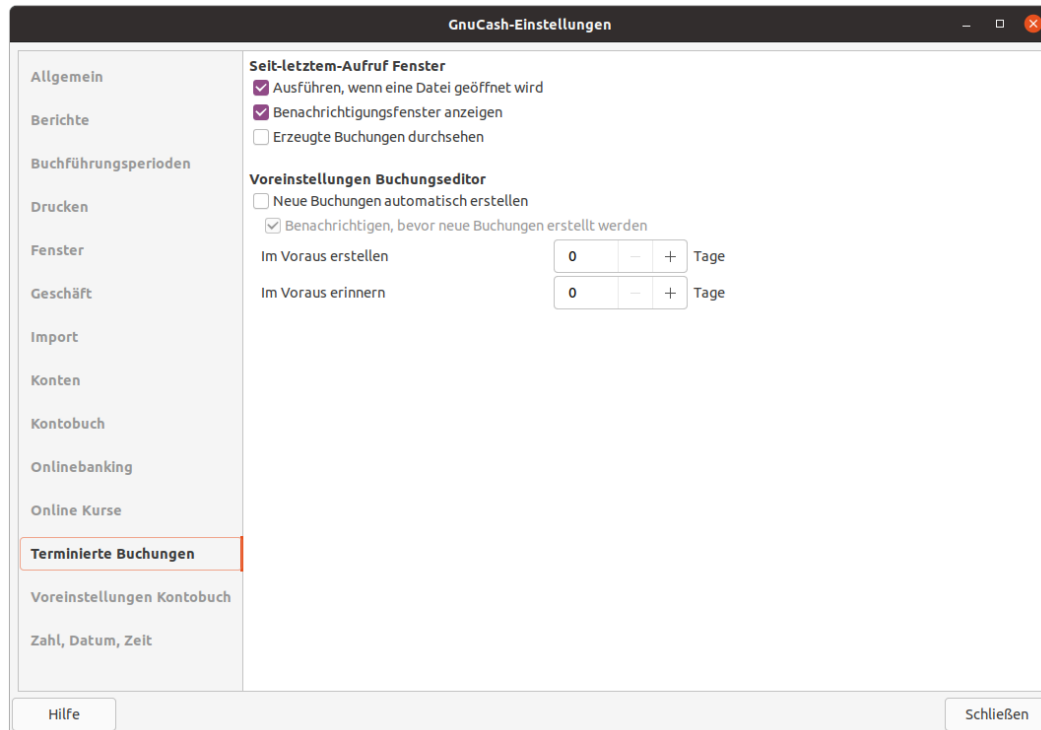 GnuCash-Einstellungen
Allgemein
Berichte
Buchführungsperioden
Drucken
Fenster
Geschäft
Import
Konten
Kontobuch
Onlinebanking
Online Kurse
Terminierte Buchungen
Voreinstellungen Kontobuch
Zahl, Datum, Zeit
Seit-letztem-Aufruf Fenster
Ausführen, wenn eine Datei geöffnet wird
Benachrichtigungsfenster anzeigen
Erzeugte Buchungen durchsehen
Voreinstellungen Buchungseditor
Neue Buchungen automatisch erstellen
Benachrichtigen, bevor neue Buchungen erstellt werden
Im Voraus erstellen 0 − + Tage
Im Voraus erinnern 0 − + Tage
Hilfe
Schließen